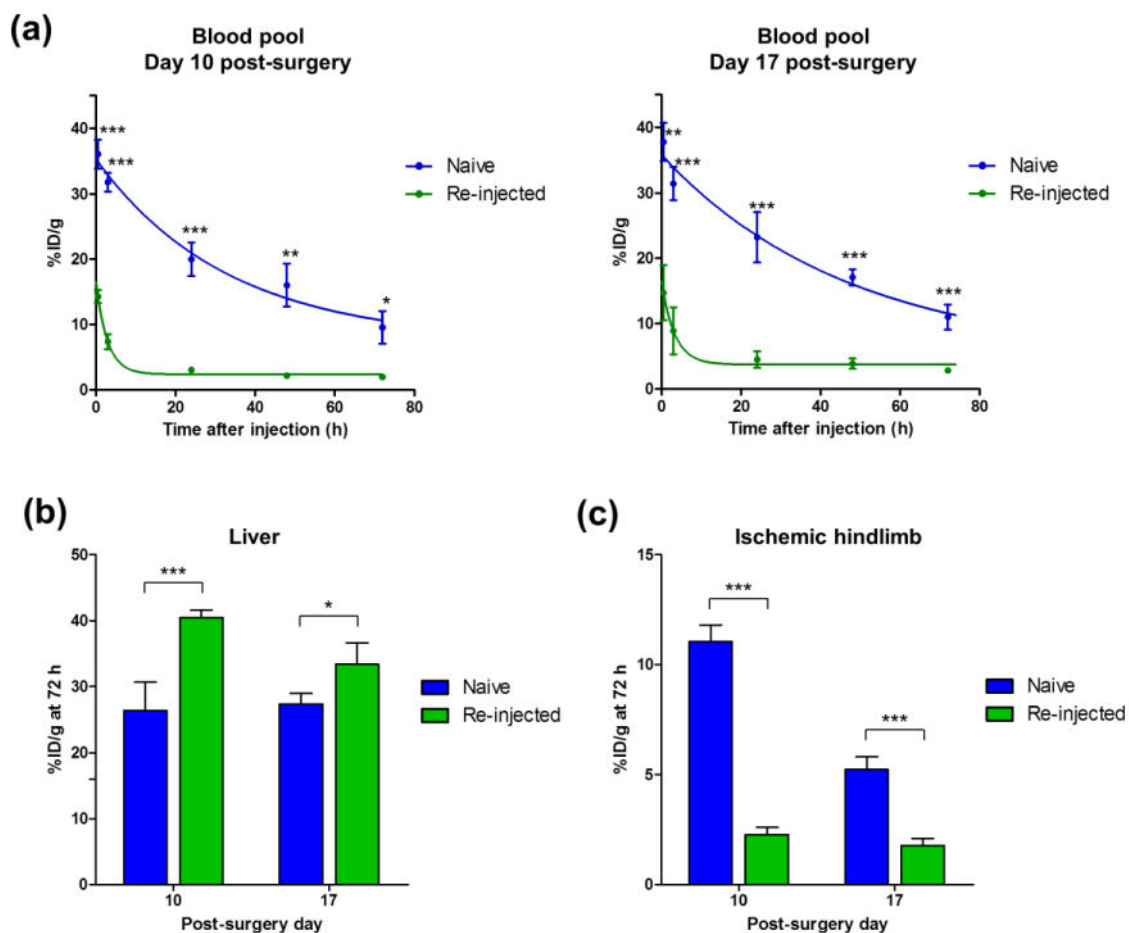 (a)
Blood pool
Day 10 post-surgery
%ID/g
40
30
20
10
0
***
***
***
**
*
0 20 40 60 80
Time after injection (h)
Naive
Re-injected
Blood pool
Day 17 post-surgery
%ID/g
40
30
20
10
0
**
***
***
***
***
0 20 40 60 80
Time after injection (h)
Naive
Re-injected
(b)
Liver
%ID/g at 72 h
50
40
30
20
10
0
***
*
10 17
Post-surgery day
Naive
Re-injected
(c)
Ischemic hindlimb
%ID/g at 72 h
15
10
5
0
***
***
10 17
Post-surgery day
Naive
Re-injected